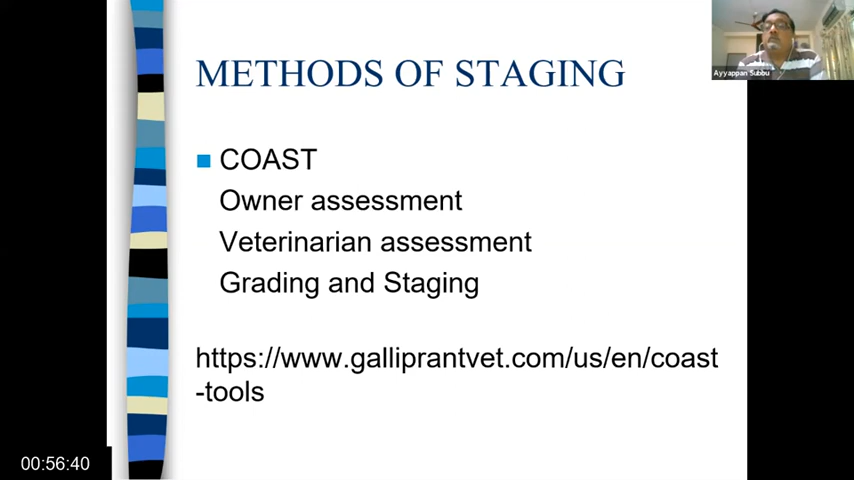 METHODS OF STAGING
Ayyappan Subbu
COAST
Owner assessment
Veterinarian assessment
Grading and Staging
https://www.galliprantvet.com/us/en/coast
-tools
00:56:40